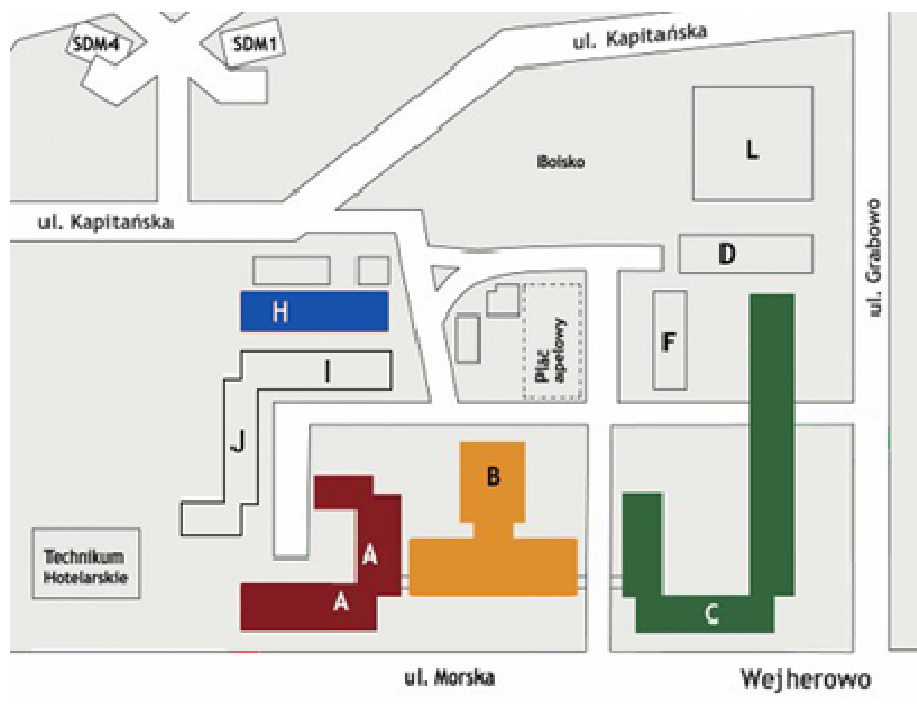 SDM4
SDM1
ul. Kapitańska
L
Boisko
ul. Kapitańska
ul. Grabowo
D
H
F
Plac
apelowy
I
J
B
A
Technikum
Hotelarskie
A
C
ul. Morska
Wejherowo